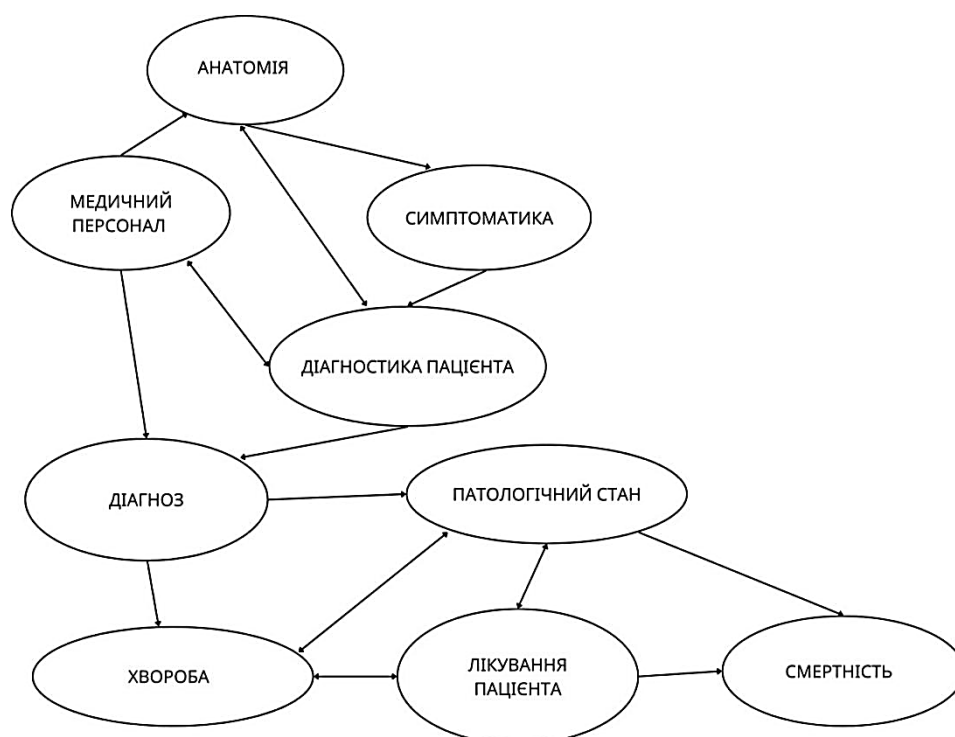 АНАТОМІЯ
МЕДИЧНИЙ
ПЕРСОНАЛ
СИМПТОМАТИКА
ДІАГНОСТИКА ПАЦІЄНТА
ДІАГНОЗ
ПАТОЛОГІЧНИЙ СТАН
ХВОРОБА
ЛІКУВАННЯ
ПАЦІЄНТА
СМЕРТНІСТЬ